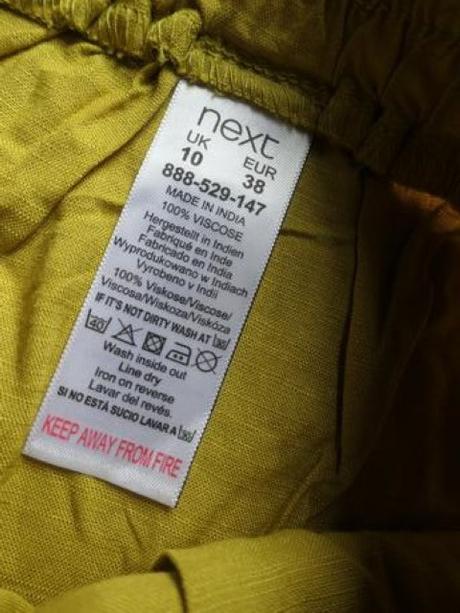 next
UK EUR
10 38
888-529-147
MADE IN INDIA
100% VISCOSE
Hergestellt in Indien
Fabriqué en Inde
Fabricado en India
Wyprodukowano w Indiach
Vyrobeno v Indii
100% Viskose/Viscose/
Viscosa/Wiskoza/Viskóza
IF IT'S NOT DIRTY WASH AT 30
40
Wash inside out
Line dry
Iron on reverse
Lavar del revés.
SI NO ESTÁ SUCIO LAVAR A 30
KEEP AWAY FROM FIRE